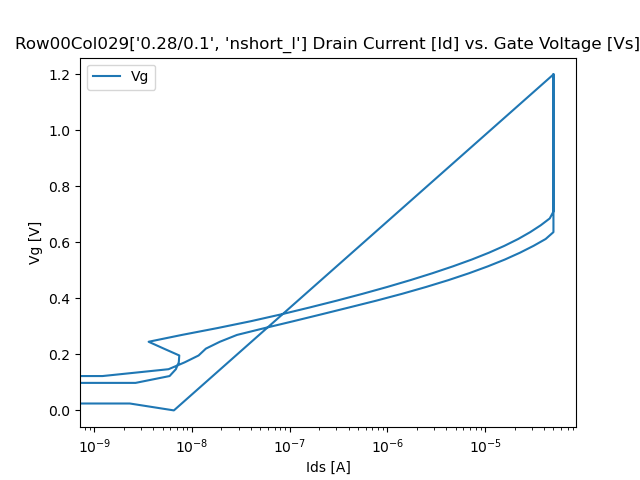 Row00Col029['0.28/0.1', 'nshort_l'] Drain Current [Id] vs. Gate Voltage [Vs]
Vg
1.2
1.0
0.8
0.6
0.4
0.2
0.0
Vg [V]
10⁻⁹ 10⁻⁸ 10⁻⁷ 10⁻⁶ 10⁻⁵
Ids [A]